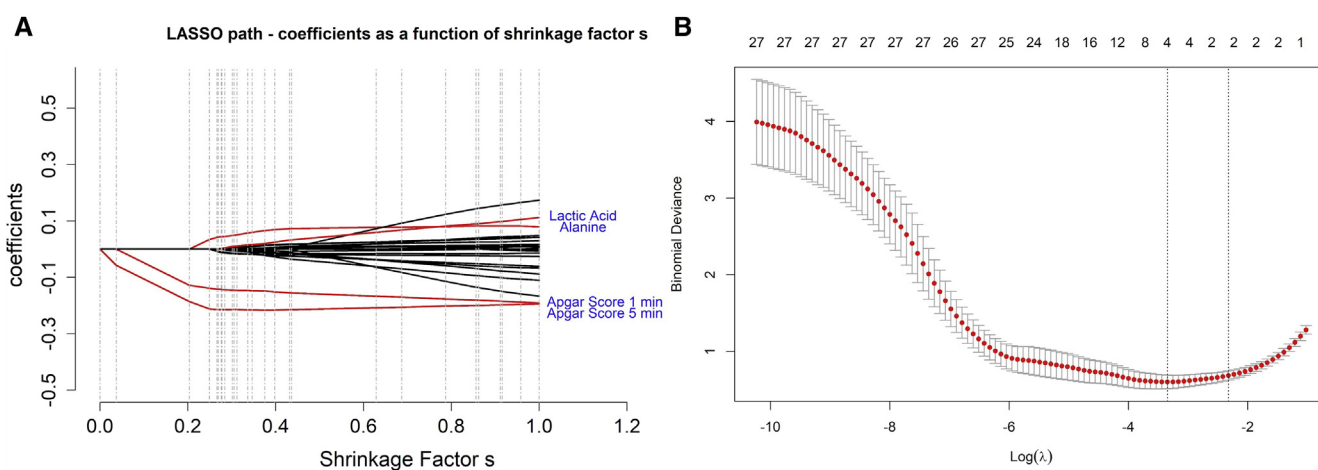 A
LASSO path - coefficients as a function of shrinkage factor s
coefficients
0.5
0.3
0.1
-0.1
-0.3
-0.5
Lactic Acid
Alanine
Apgar Score 1 min
Apgar Score 5 min
0.0 0.2 0.4 0.6 0.8 1.0 1.2
Shrinkage Factor s
B
27 27 27 27 27 27 27 26 27 25 24 18 16 12 8 4 4 2 2 2 2 1
Binomial Deviance
4
3
2
1
-10 -8 -6 -4 -2
Log(λ)